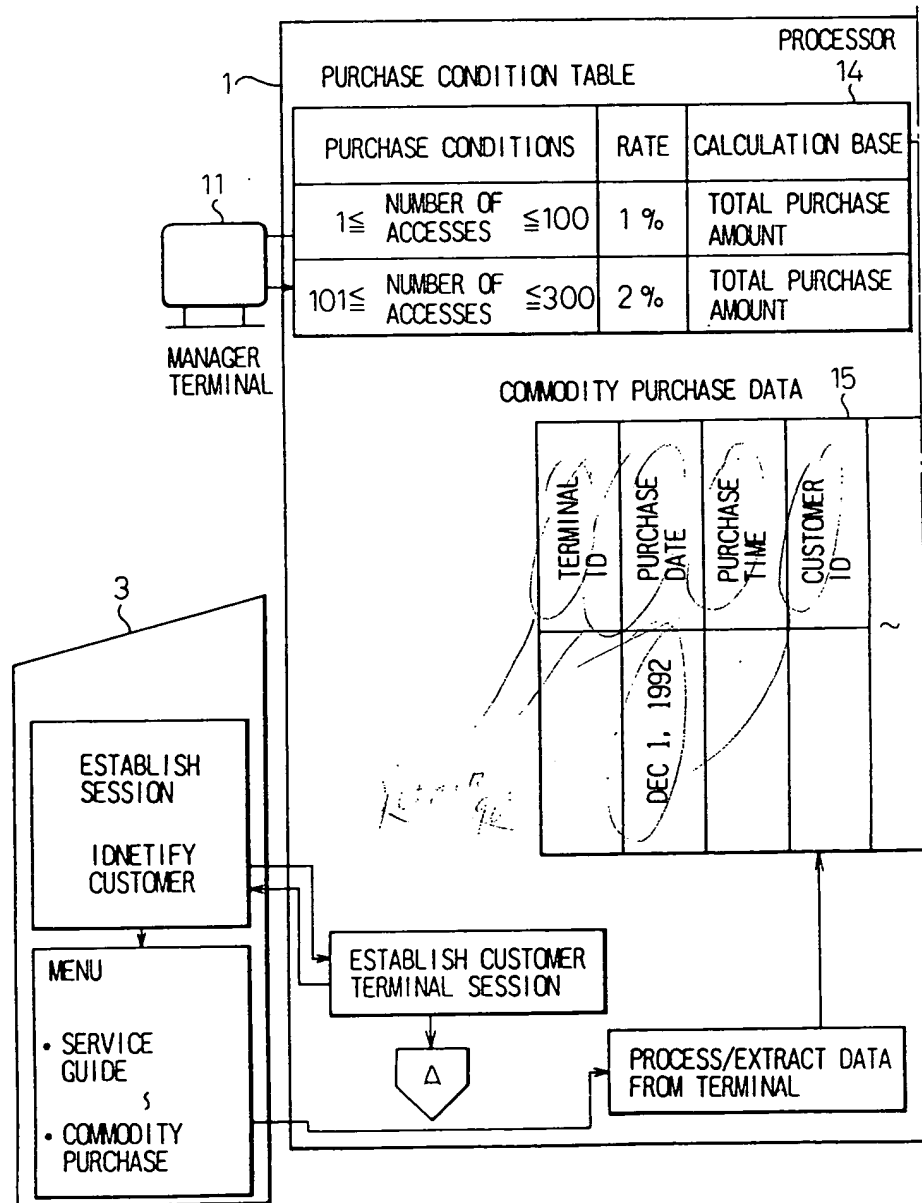 PROCESSOR
1
PURCHASE CONDITION TABLE
14
PURCHASE CONDITIONS RATE CALCULATION BASE
1≦ NUMBER OF ACCESSES ≦100 1% TOTAL PURCHASE AMOUNT
101≦ NUMBER OF ACCESSES ≦300 2% TOTAL PURCHASE AMOUNT
11
MANAGER
TERMINAL
COMMODITY PURCHASE DATA
15
TERMINAL
ID
PURCHASE
DATE
PURCHASE
TIME
CUSTOMER
ID
~
DEC 1, 1992
3
ESTABLISH
SESSION
IDNETIFY
CUSTOMER
MENU
• SERVICE
GUIDE
• COMMODITY
PURCHASE
ESTABLISH CUSTOMER
TERMINAL SESSION
PROCESS/EXTRACT DATA
FROM TERMINAL